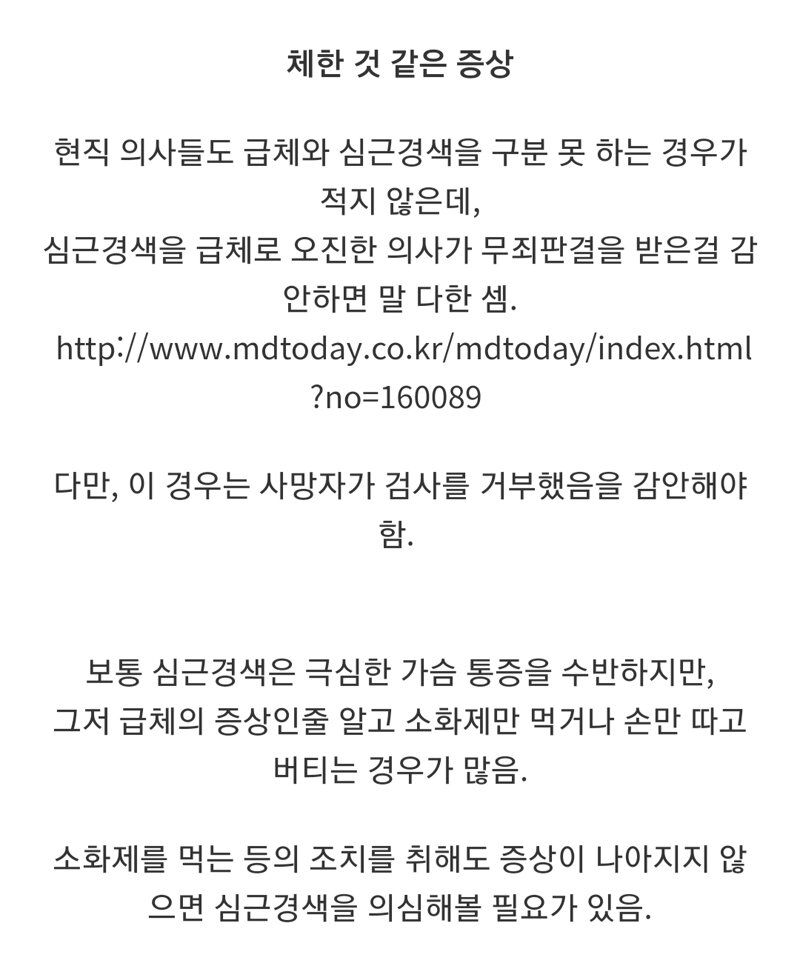 체한 것 같은 증상
현직 의사들도 급체와 심근경색을 구분 못 하는 경우가
적지 않은데,
심근경색을 급체로 오진한 의사가 무죄판결을 받은걸 감
안하면 말 다한 셈.
http://www.mdtoday.co.kr/mdtoday/index.html
?no=160089
다만, 이 경우는 사망자가 검사를 거부했음을 감안해야
함.
보통 심근경색은 극심한 가슴 통증을 수반하지만,
그저 급체의 증상인줄 알고 소화제만 먹거나 손만 따고
버티는 경우가 많음.
소화제를 먹는 등의 조치를 취해도 증상이 나아지지 않
으면 심근경색을 의심해볼 필요가 있음.